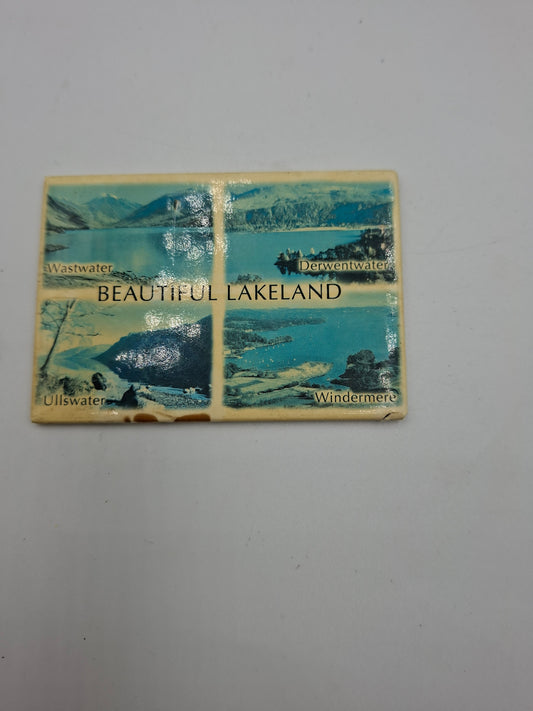 Wastwater
Derwentwater
BEAUTIFUL LAKELAND
Ullswater
Windermere